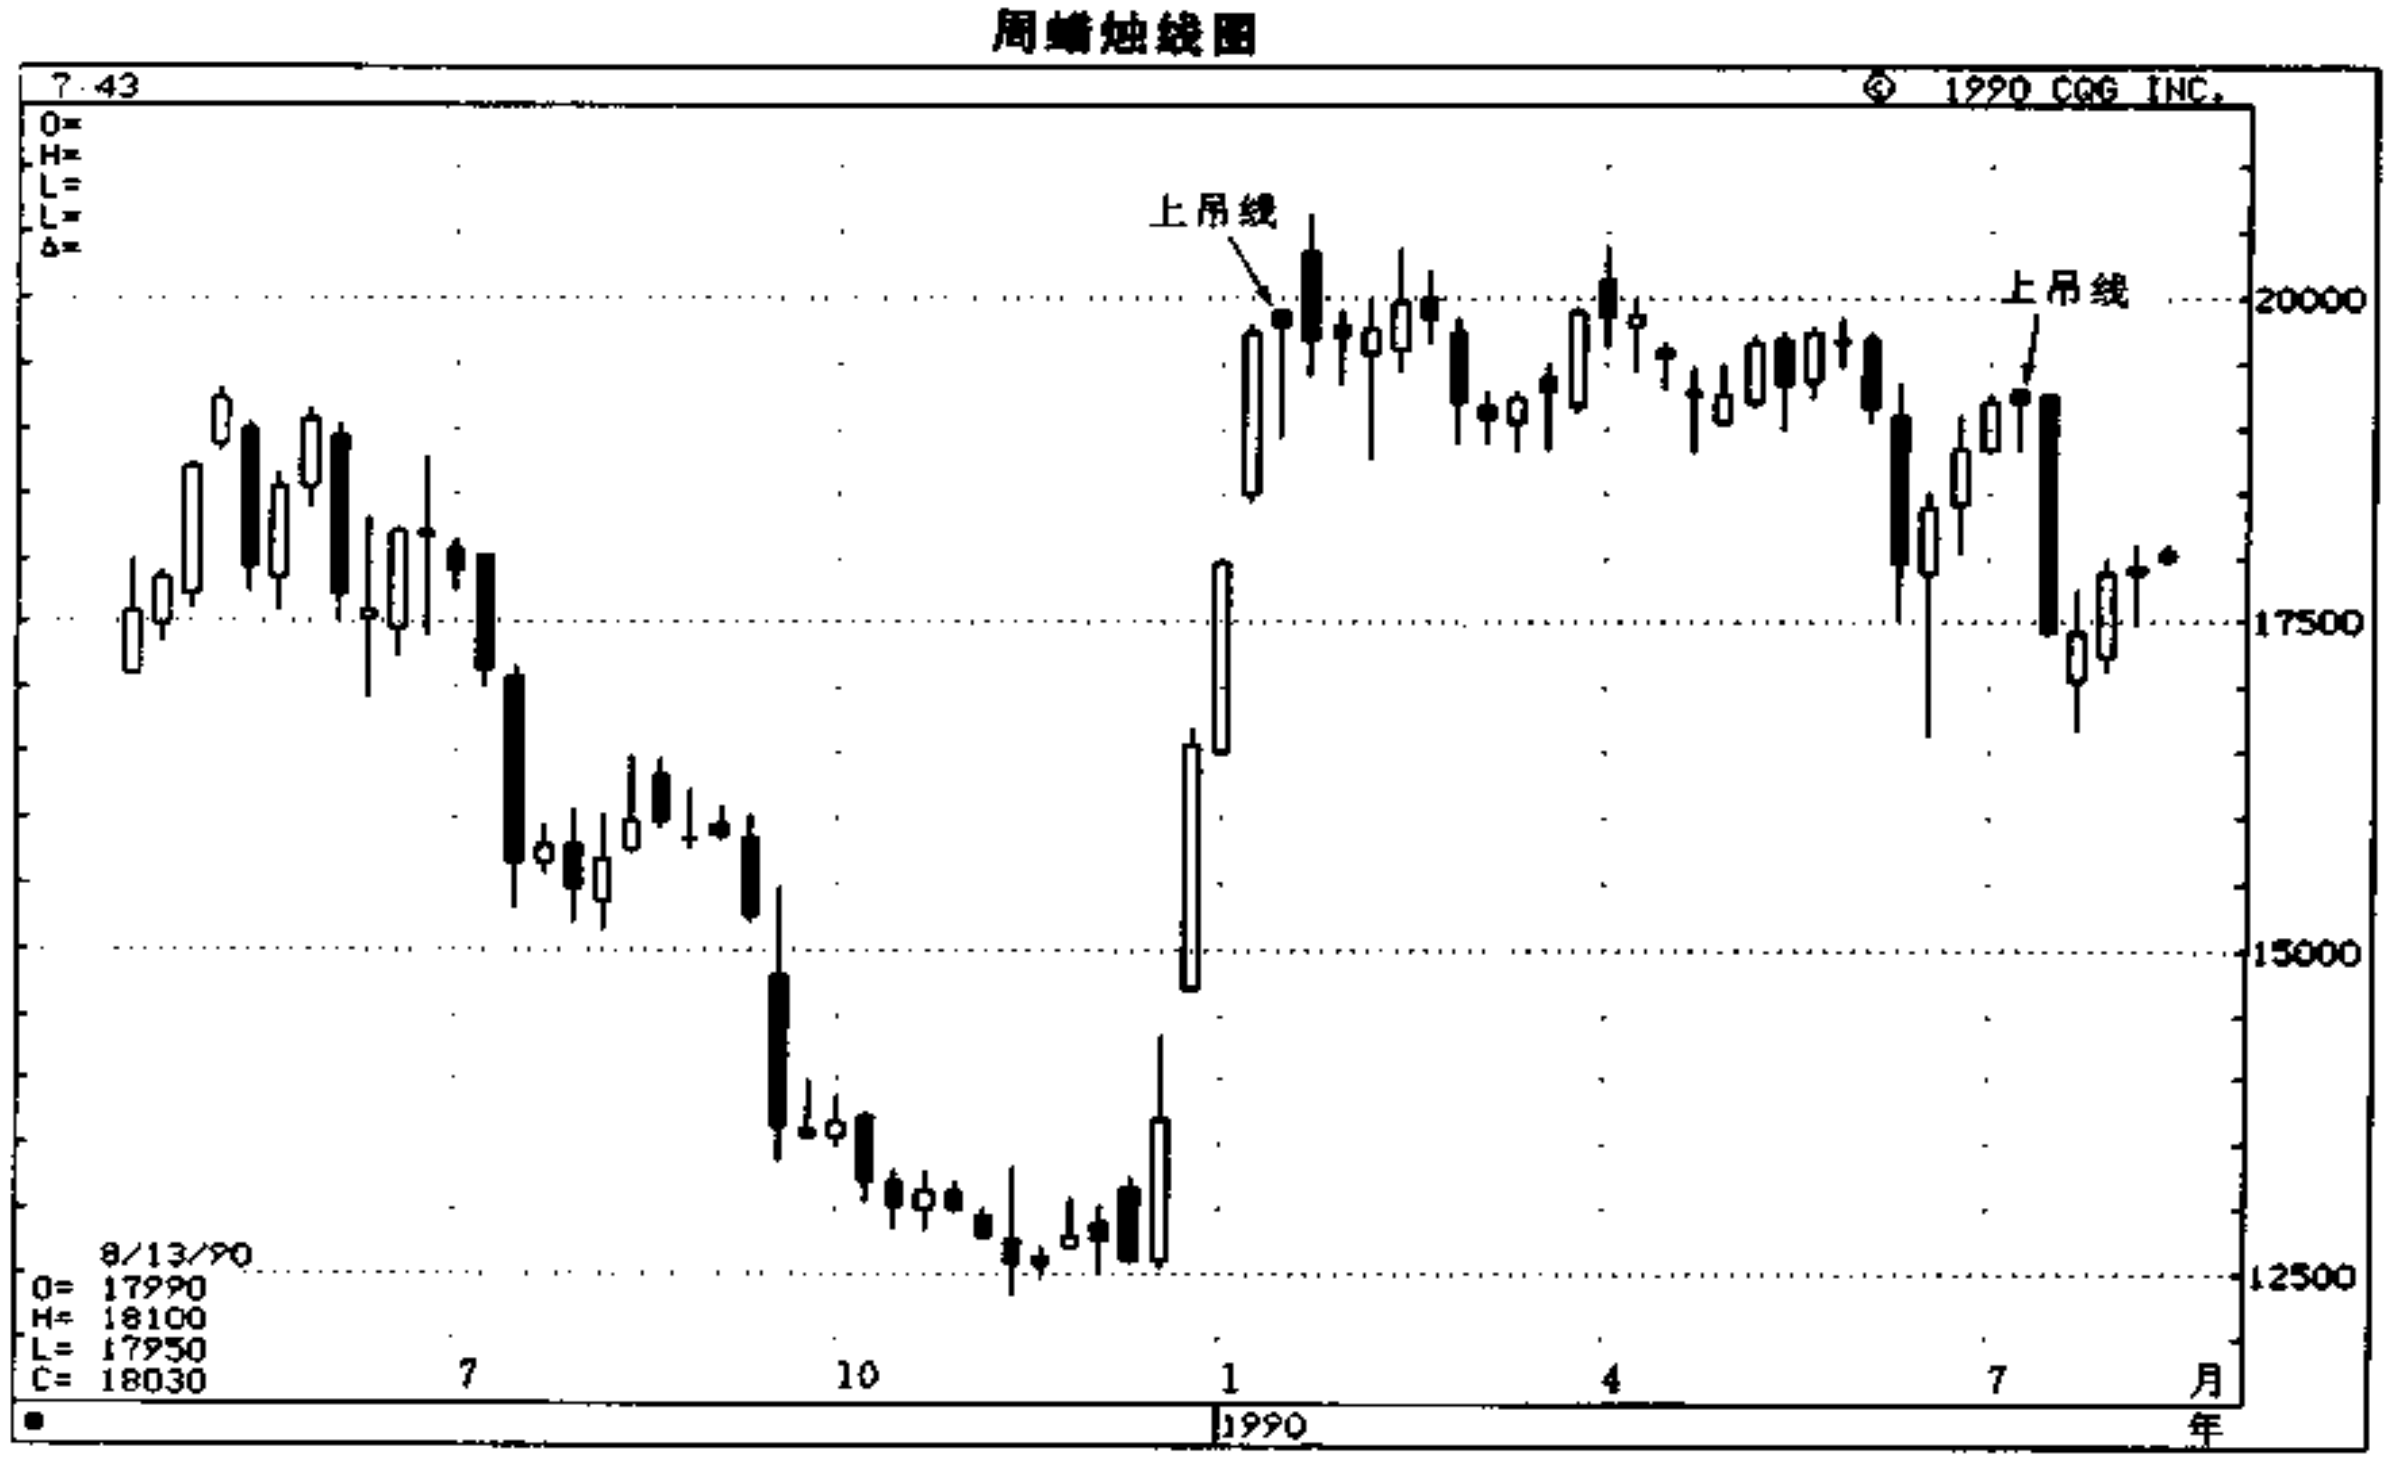 周蜡烛线图
7 43 © 1990 CQG INC.
O=
H=
L=
L=
Δ=
上吊线
上吊线
20000
17500
15000
12500
8/13/90
O= 17990
H= 18100
L= 17950
C= 18030
7 10 1 4 7 月
1990 年